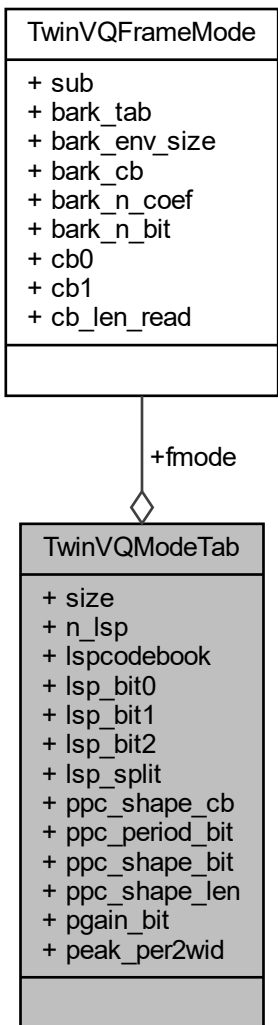 TwinVQFrameMode
+ sub
+ bark_tab
+ bark_env_size
+ bark_cb
+ bark_n_coef
+ bark_n_bit
+ cb0
+ cb1
+ cb_len_read
+fmode
TwinVQModeTab
+ size
+ n_lsp
+ lspcodebook
+ lsp_bit0
+ lsp_bit1
+ lsp_bit2
+ lsp_split
+ ppc_shape_cb
+ ppc_period_bit
+ ppc_shape_bit
+ ppc_shape_len
+ pgain_bit
+ peak_per2wid